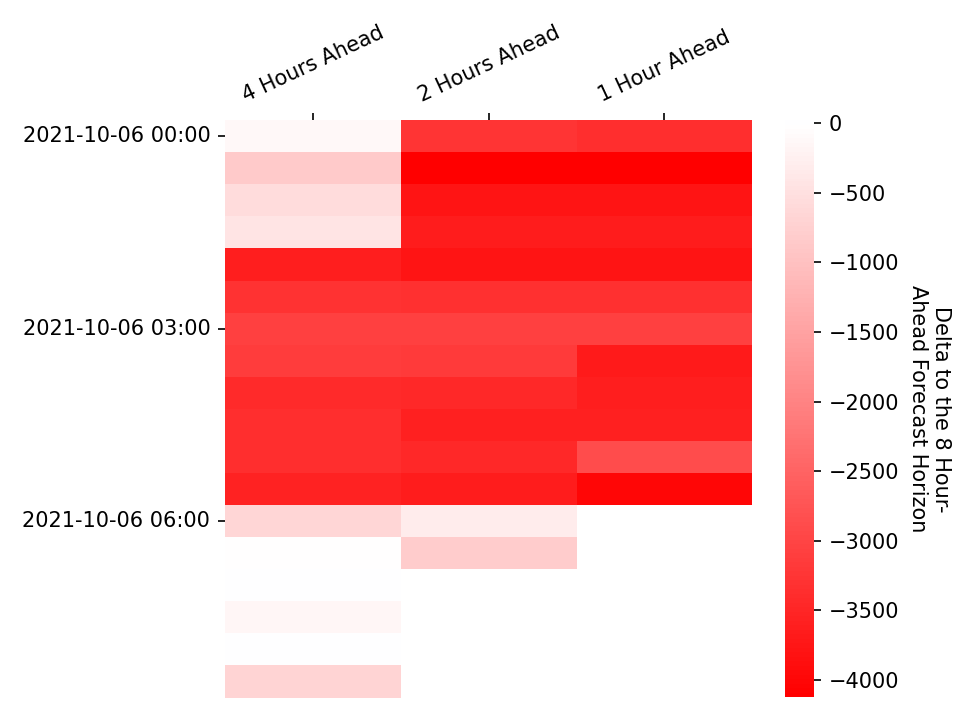 4 Hours Ahead
2 Hours Ahead
1 Hour Ahead
2021-10-06 00:00
2021-10-06 03:00
2021-10-06 06:00
0
−500
−1000
−1500
−2000
−2500
−3000
−3500
−4000
Delta to the 8 Hour-
Ahead Forecast Horizon